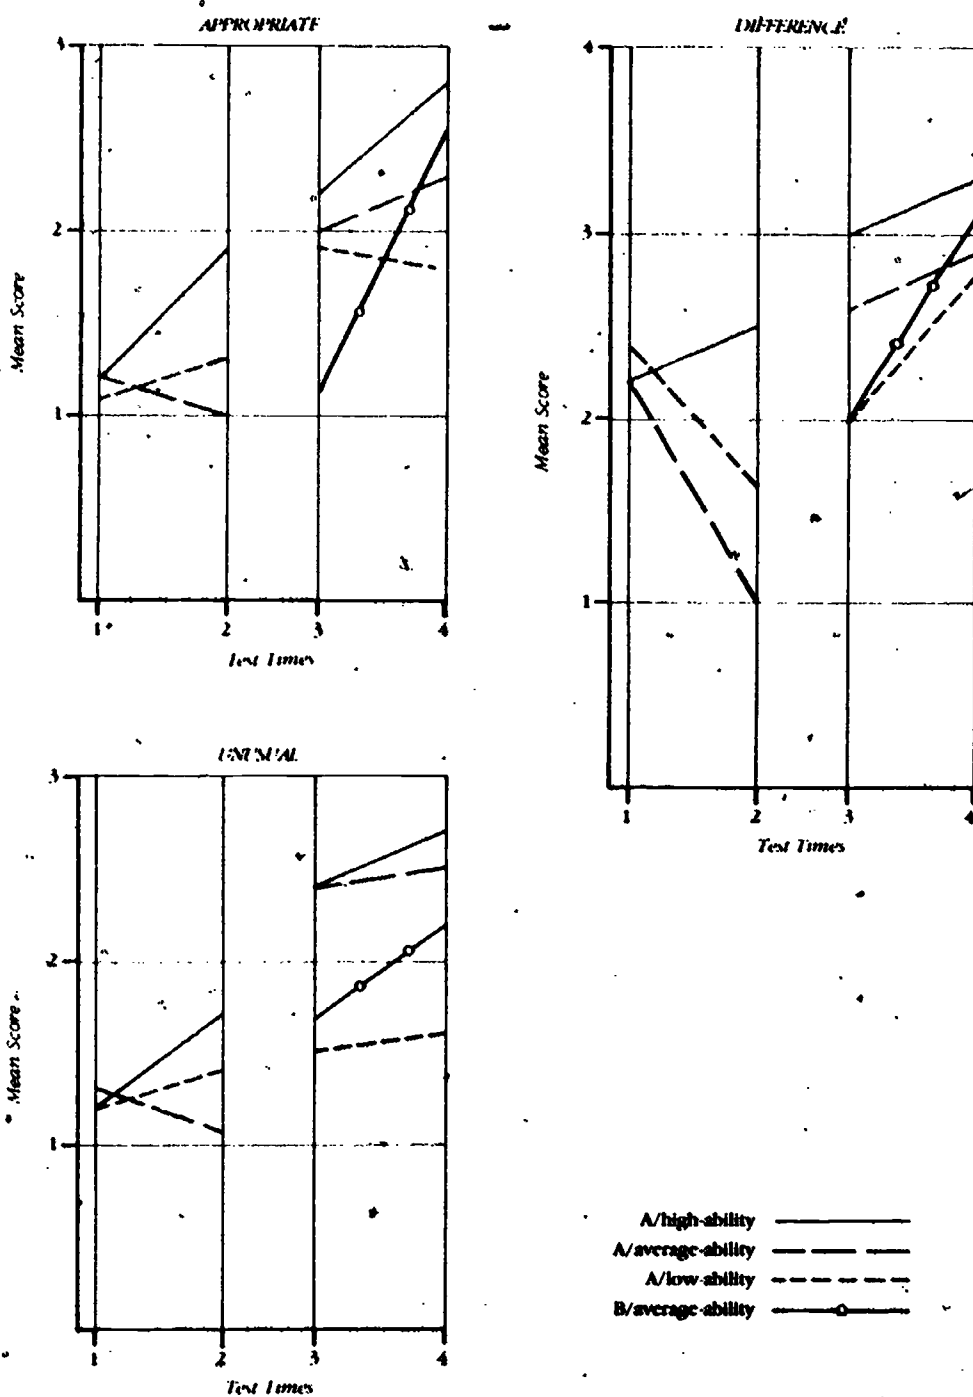 APPROPRIATE
4
2
1
Mean Score
1
2
3
4
Test Times
DIFFERENCE
4
3
2
1
Mean Score
1
2
3
4
Test Times
UNUSUAL
3
2
1
Mean Score
1
2
3
4
Test Times
A/high-ability
A/average-ability
A/low-ability
B/average-ability